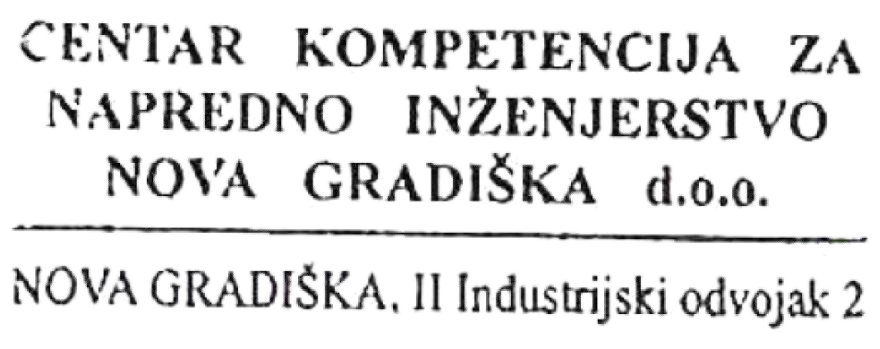 CENTAR KOMPETENCIJA ZA
NAPREDNO INŽENJERSTVO
NOVA GRADIŠKA d.o.o.
NOVA GRADIŠKA, II Industrijski odvojak 2